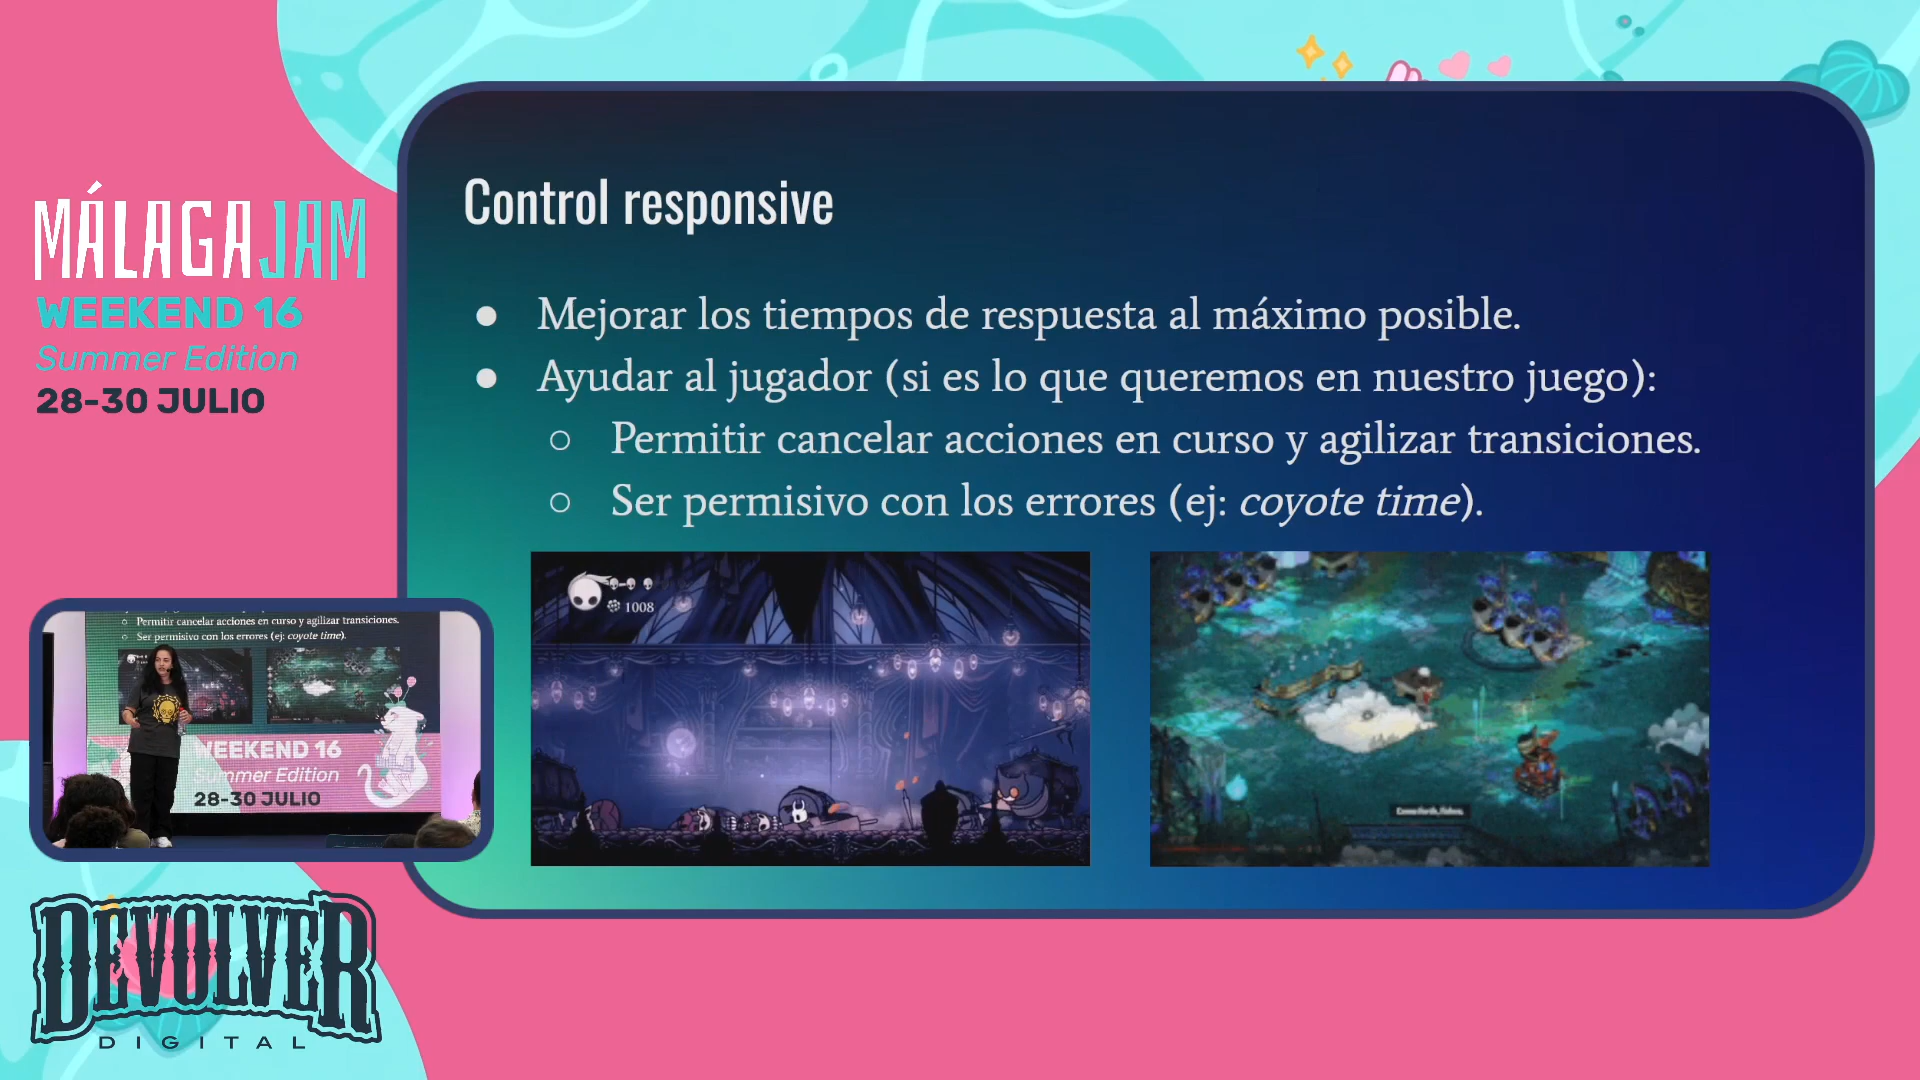 MÁLAGAJAM
WEEKEND 16
Summer Edition
28-30 JULIO
Control responsive
● Mejorar los tiempos de respuesta al máximo posible.
● Ayudar al jugador (si es lo que queremos en nuestro juego):
○ Permitir cancelar acciones en curso y agilizar transiciones.
○ Ser permisivo con los errores (ej: coyote time).
1008
○ Permitir cancelar acciones en curso y agilizar transiciones.
○ Ser permisivo con los errores (ej: coyote time).
WEEKEND 16
Summer Edition
28-30 JULIO
DEVOLVER
DIGITAL